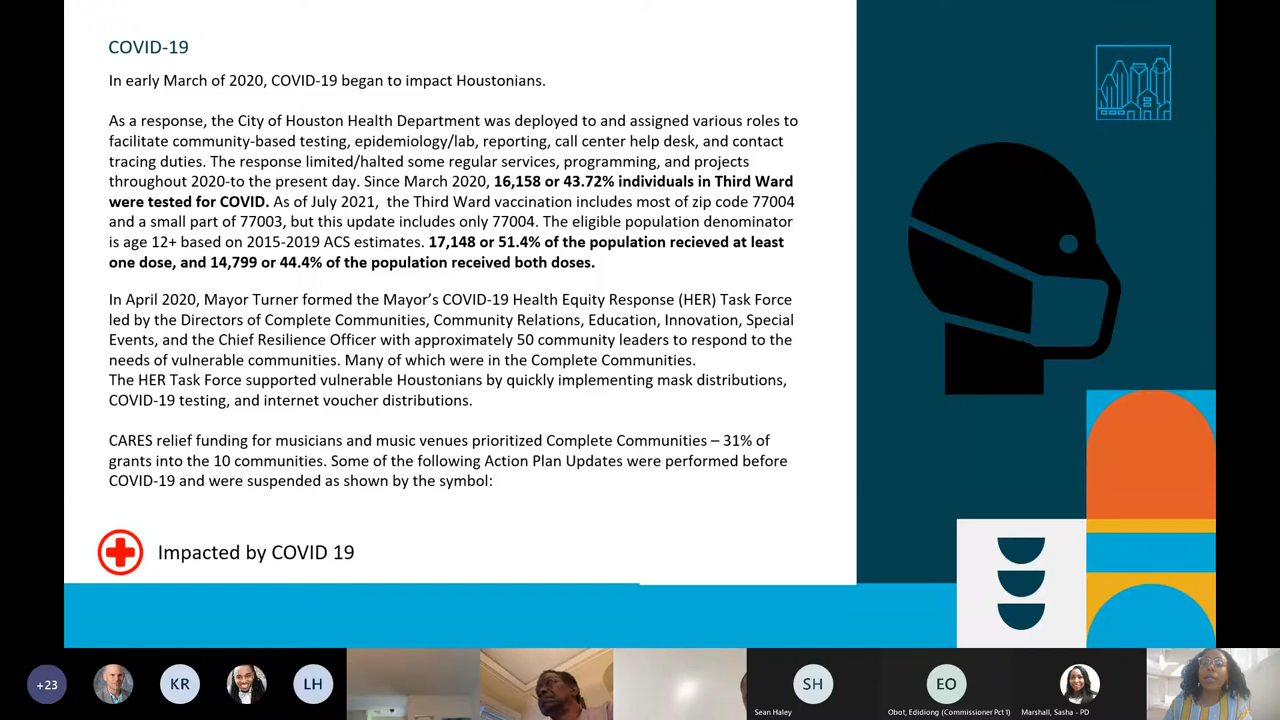 COVID-19
In early March of 2020, COVID-19 began to impact Houstonians.
As a response, the City of Houston Health Department was deployed to and assigned various roles to
facilitate community-based testing, epidemiology/lab, reporting, call center help desk, and contact
tracing duties. The response limited/halted some regular services, programming, and projects
throughout 2020-to the present day. Since March 2020, 16,158 or 43.72% individuals in Third Ward
were tested for COVID. As of July 2021, the Third Ward vaccination includes most of zip code 77004
and a small part of 77003, but this update includes only 77004. The eligible population denominator
is age 12+ based on 2015-2019 ACS estimates. 17,148 or 51.4% of the population recieved at least
one dose, and 14,799 or 44.4% of the population received both doses.
In April 2020, Mayor Turner formed the Mayor's COVID-19 Health Equity Response (HER) Task Force
led by the Directors of Complete Communities, Community Relations, Education, Innovation, Special
Events, and the Chief Resilience Officer with approximately 50 community leaders to respond to the
needs of vulnerable communities. Many of which were in the Complete Communities.
The HER Task Force supported vulnerable Houstonians by quickly implementing mask distributions,
COVID-19 testing, and internet voucher distributions.
CARES relief funding for musicians and music venues prioritized Complete Communities – 31% of
grants into the 10 communities. Some of the following Action Plan Updates were performed before
COVID-19 and were suspended as shown by the symbol:
Impacted by COVID 19
+23
KR
LH
SH
EO
Sean Haley
Obot, Edidiong (Commissioner Pct 1)
Marshall, Sasha - PD